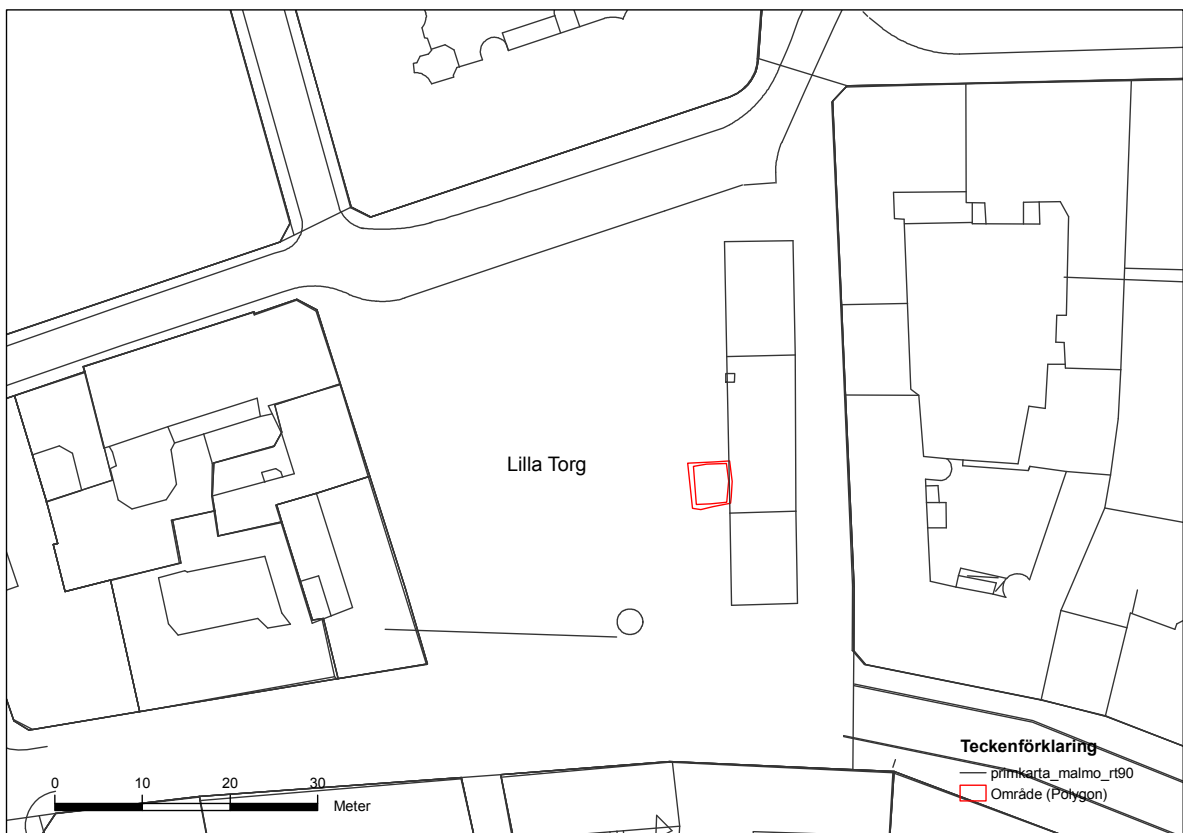 Lilla Torg
Teckenförklaring
primkarta_malmo_rt90
Område (Polygon)
0 10 20 30
Meter